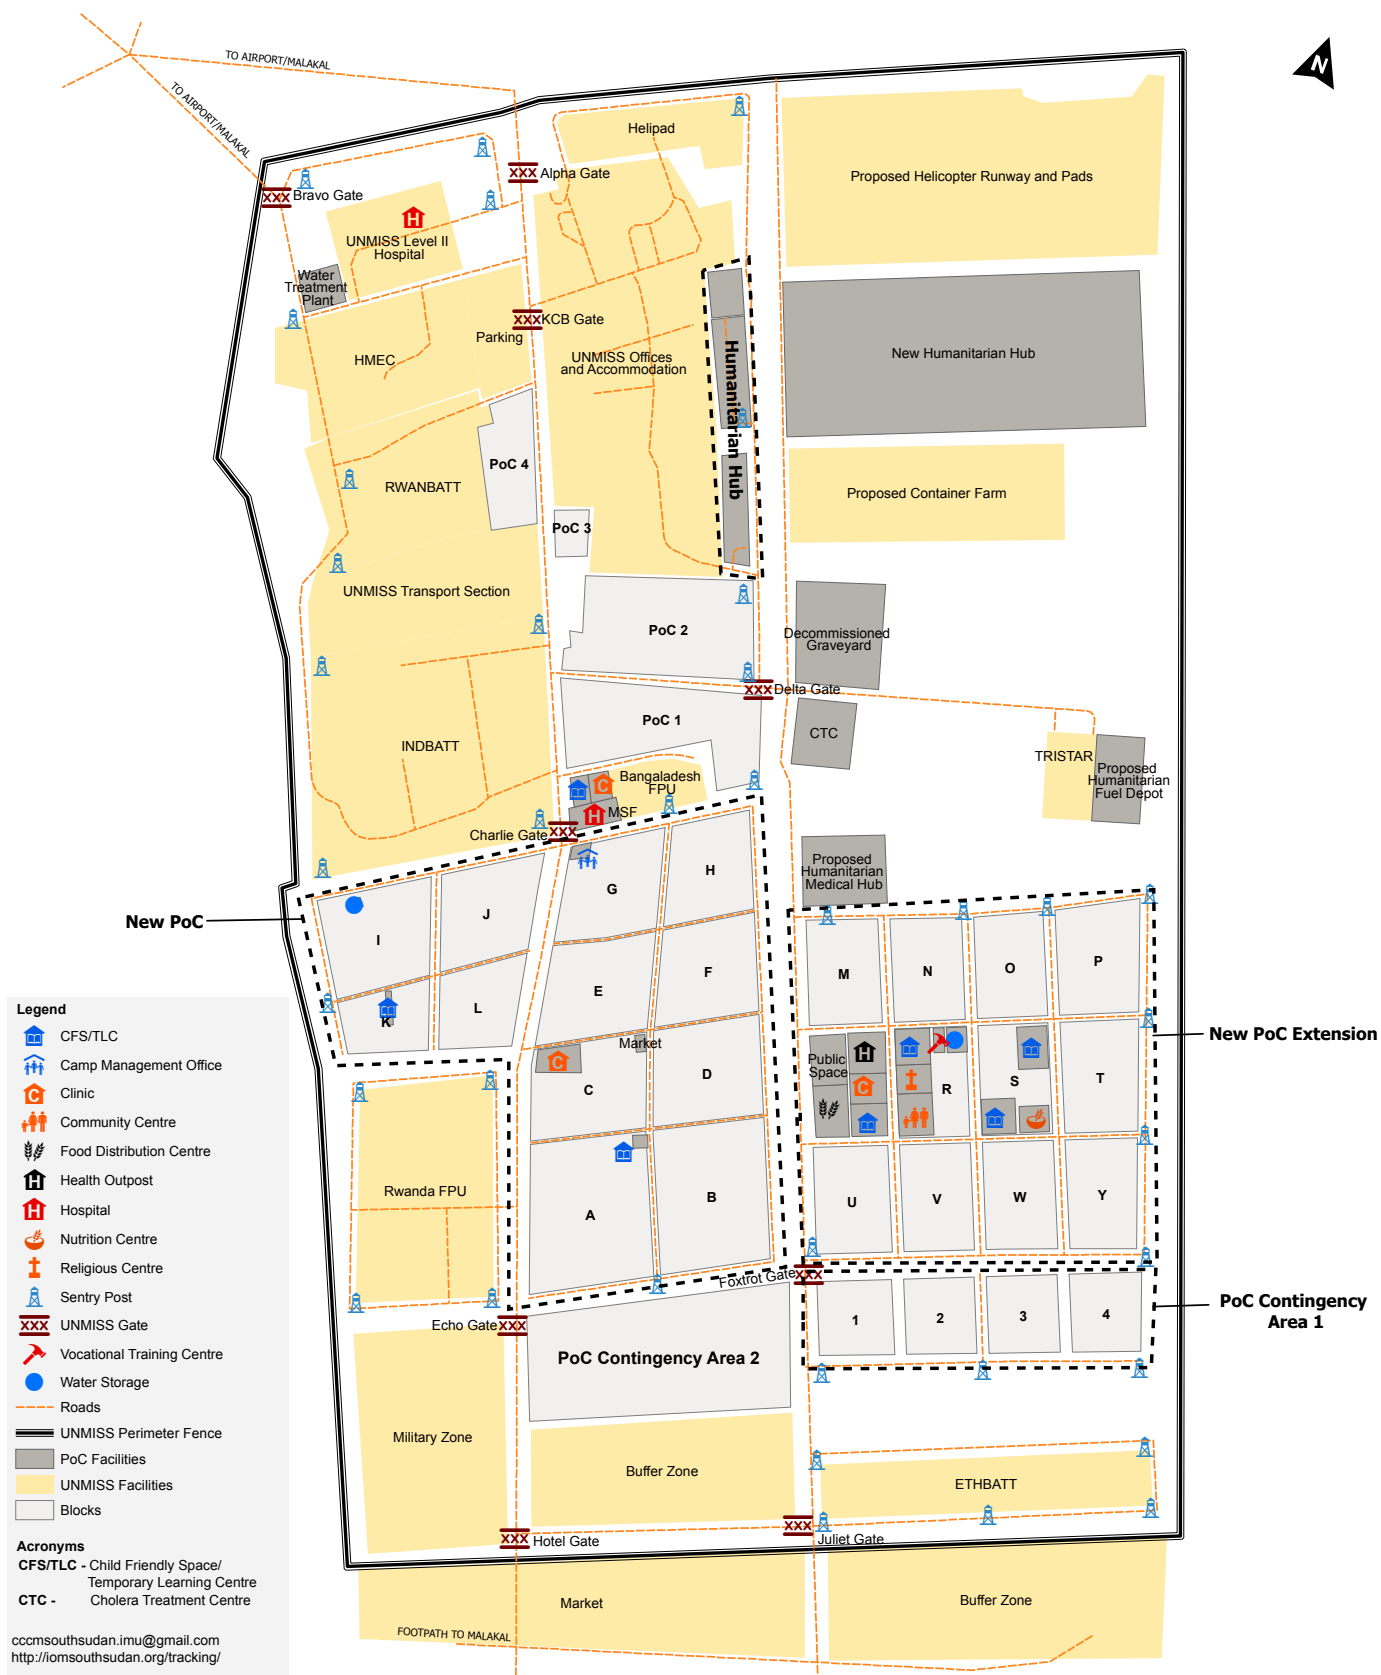 TO AIRPORT/MALAKAL
TO AIRPORT/MALAKAL
N
Helipad
Alpha Gate
Bravo Gate
Proposed Helicopter Runway and Pads
H
UNMISS Level II
Hospital
Water
Treatment
Plant
XXX KCB Gate
Parking
HMEC
UNMISS Offices
and Accommodation
Humanitarian Hub
New Humanitarian Hub
PoC 4
RWANBATT
Proposed Container Farm
PoC 3
UNMISS Transport Section
PoC 2
Decommissioned
Graveyard
Delta Gate
PoC 1
CTC
INDBATT
TRISTAR
Bangaladesh
FPU
Proposed
Humanitarian
Fuel Depot
MSF
Charlie Gate
Proposed
Humanitarian
Medical Hub
H
G
J
I
New PoC
F
E
L
K
M
N
O
P
Market
D
C
New PoC Extension
Public
Space
R
S
T
A
B
Rwanda FPU
U
V
W
Y
Foxtrot Gate
Echo Gate
1
2
3
4
PoC Contingency
Area 1
PoC Contingency Area 2
Military Zone
Buffer Zone
ETHBATT
Hotel Gate
Juliet Gate
Market
Buffer Zone
FOOTPATH TO MALAKAL
Legend
CFS/TLC
Camp Management Office
C Clinic
Community Centre
Food Distribution Centre
H Health Outpost
H Hospital
Nutrition Centre
Religious Centre
Sentry Post
XXX UNMISS Gate
Vocational Training Centre
Water Storage
Roads
UNMISS Perimeter Fence
PoC Facilities
UNMISS Facilities
Blocks
Acronyms
CFS/TLC - Child Friendly Space/
Temporary Learning Centre
CTC - Cholera Treatment Centre
cccmsouthsudan.imu@gmail.com
http://iomsouthsudan.org/tracking/